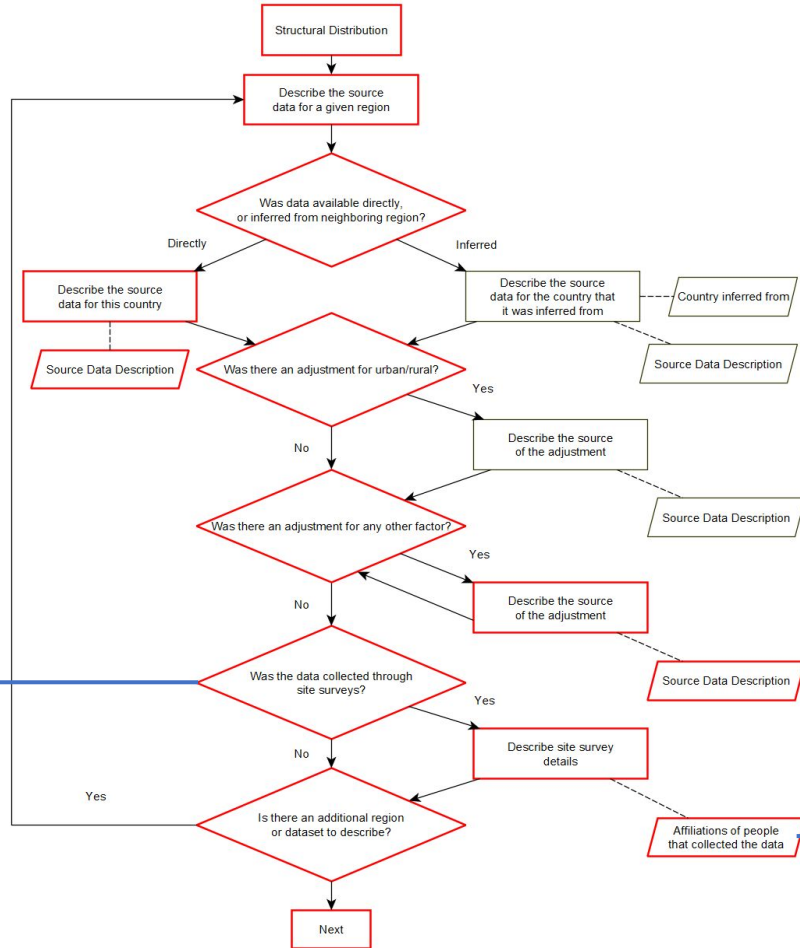 Structural Distribution
Describe the source
data for a given region
Was data available directly,
or inferred from neighboring region?
Directly
Inferred
Describe the source
data for this country
Describe the source
data for the country that
it was inferred from
Country inferred from
Source Data Description
Source Data Description
Was there an adjustment for urban/rural?
Yes
No
Describe the source
of the adjustment
Source Data Description
Was there an adjustment for any other factor?
Yes
No
Describe the source
of the adjustment
Source Data Description
Was the data collected through
site surveys?
Yes
No
Describe site survey
details
Yes
Is there an additional region
or dataset to describe?
Affiliations of people
that collected the data
Next